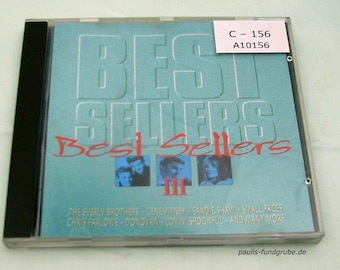 C - 156
A10156
BEST
SELLERS
Best Sellers
III
THE EVERLY BROTHERS - GENE PITNEY - SANDIE SHAW - SMALL FACES
CHRIS FARLOWE - DONOVAN - LOVIN' SPOONFUL - AND MANY MORE
paulis-fundgrube.de